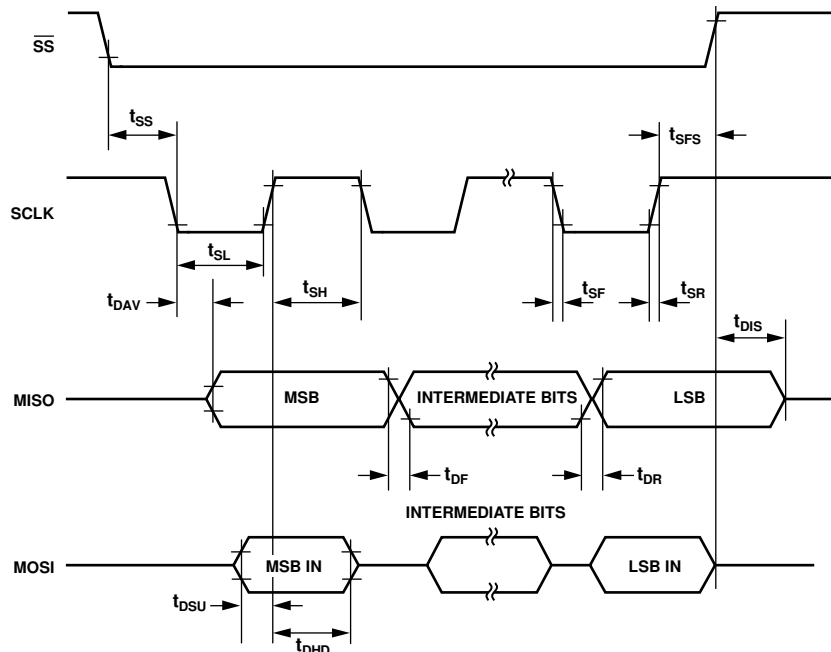 SS
tSS
tSFS
SCLK
tSL
tSH
tSF
tSR
tDAV
tDIS
MISO
MSB
INTERMEDIATE BITS
LSB
tDF
tDR
INTERMEDIATE BITS
MOSI
MSB IN
LSB IN
tDSU
tDHD